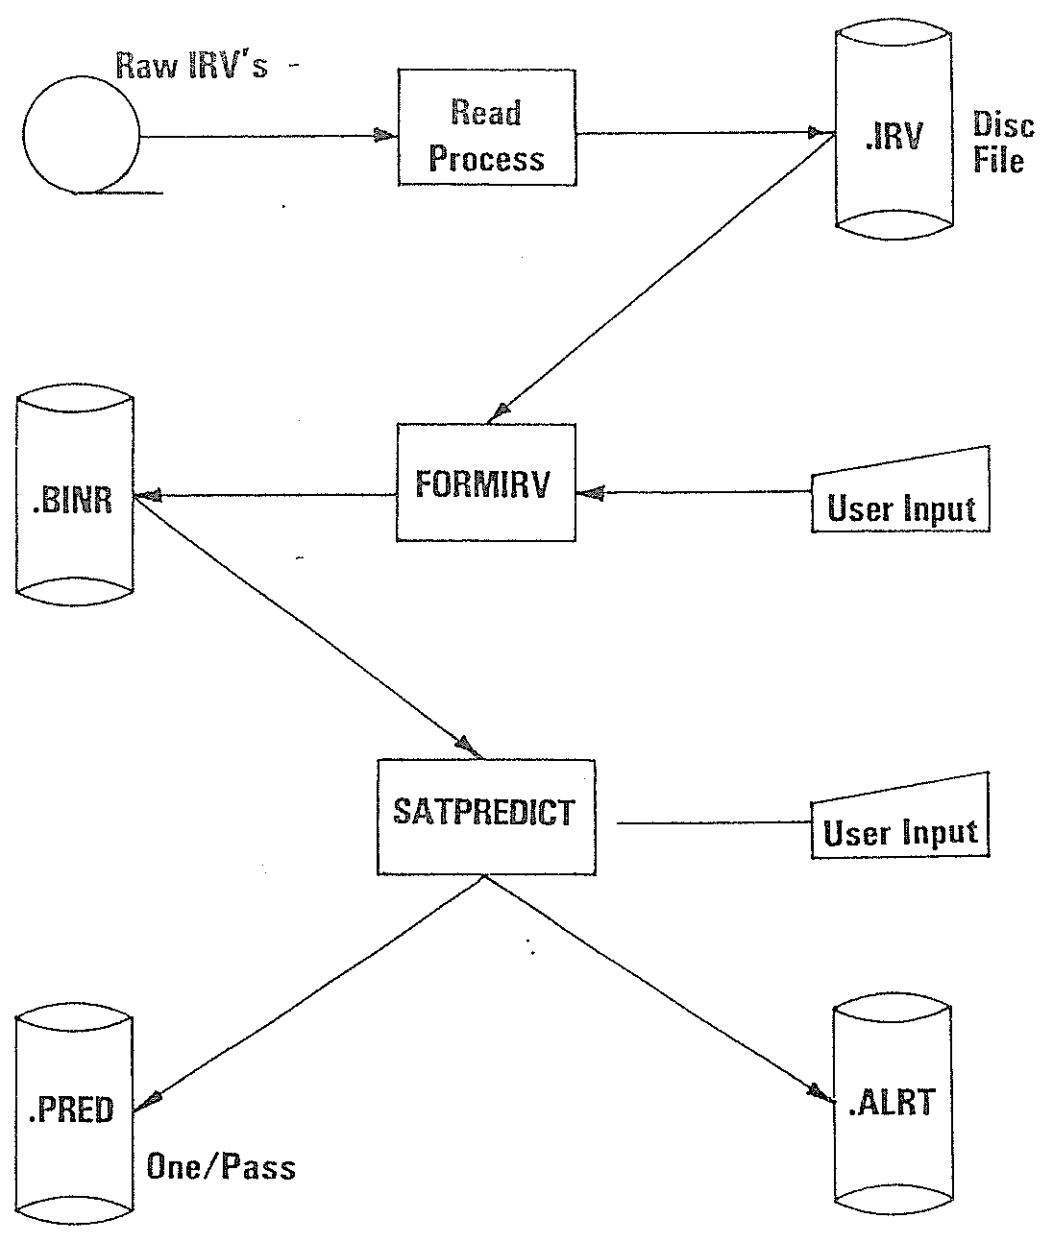 Raw IRV's
Read
Process
.IRV
Disc
File
.BINR
FORMIRV
User Input
SATPREDICT
User Input
.PRED
One/Pass
.ALRT